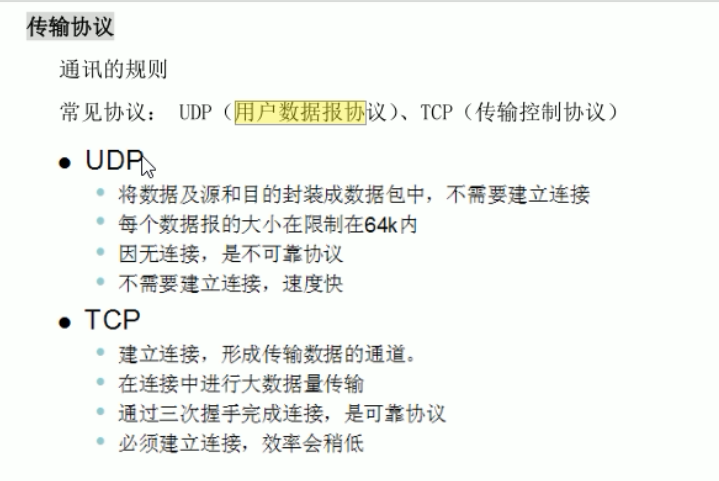 传输协议
通讯的规则
常见协议： UDP（用户数据报协议）、TCP（传输控制协议）
● UDP
• 将数据及源和目的封装成数据包中，不需要建立连接
• 每个数据报的大小在限制在64k内
• 因无连接，是不可靠协议
• 不需要建立连接，速度快
● TCP
• 建立连接，形成传输数据的通道。
• 在连接中进行大数据量传输
• 通过三次握手完成连接，是可靠协议
• 必须建立连接，效率会稍低